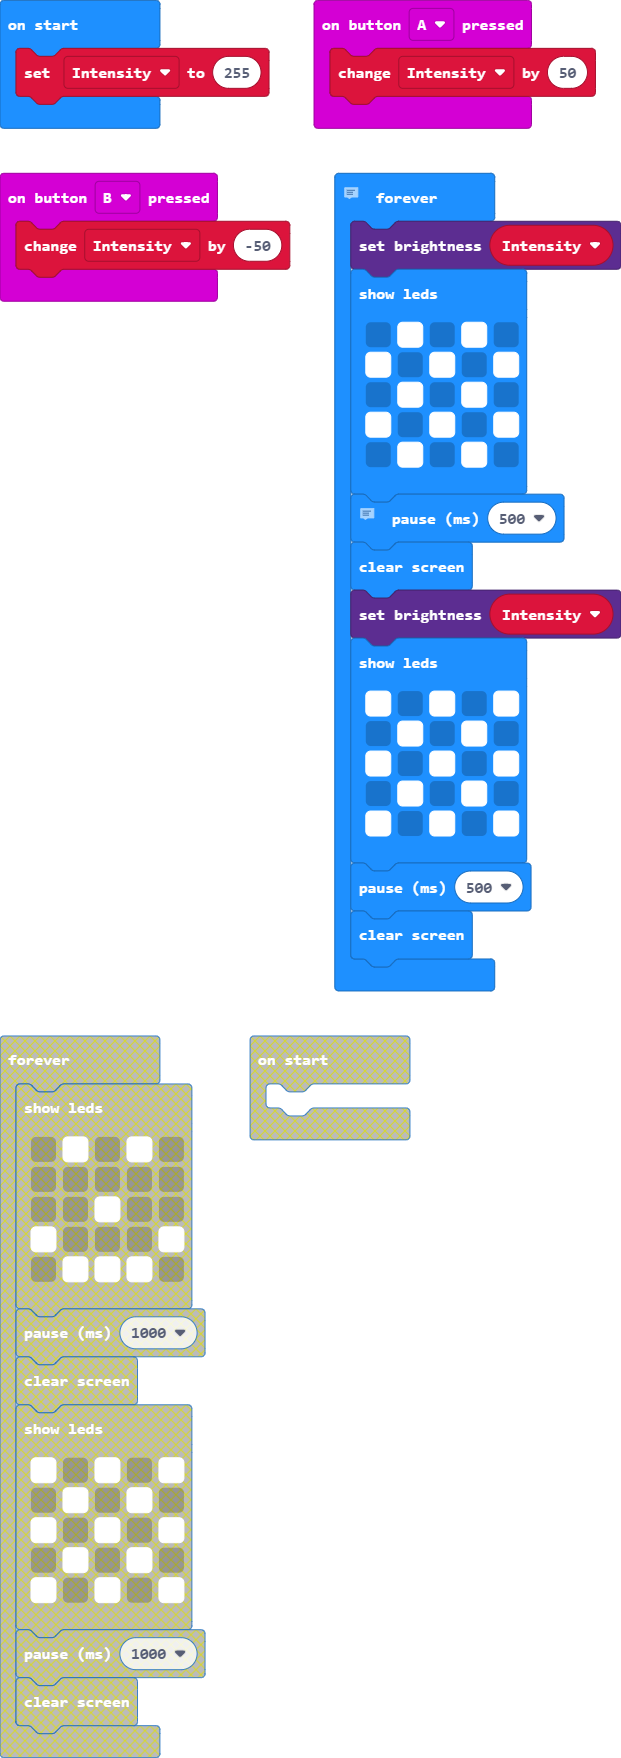 on start
set Intensity to 255
on button A pressed
change Intensity by 50
on button B pressed
change Intensity by -50
forever
set brightness Intensity
show leds
pause (ms) 500
clear screen
set brightness Intensity
show leds
pause (ms) 500
clear screen
forever
show leds
pause (ms) 1000
clear screen
show leds
pause (ms) 1000
clear screen
on start